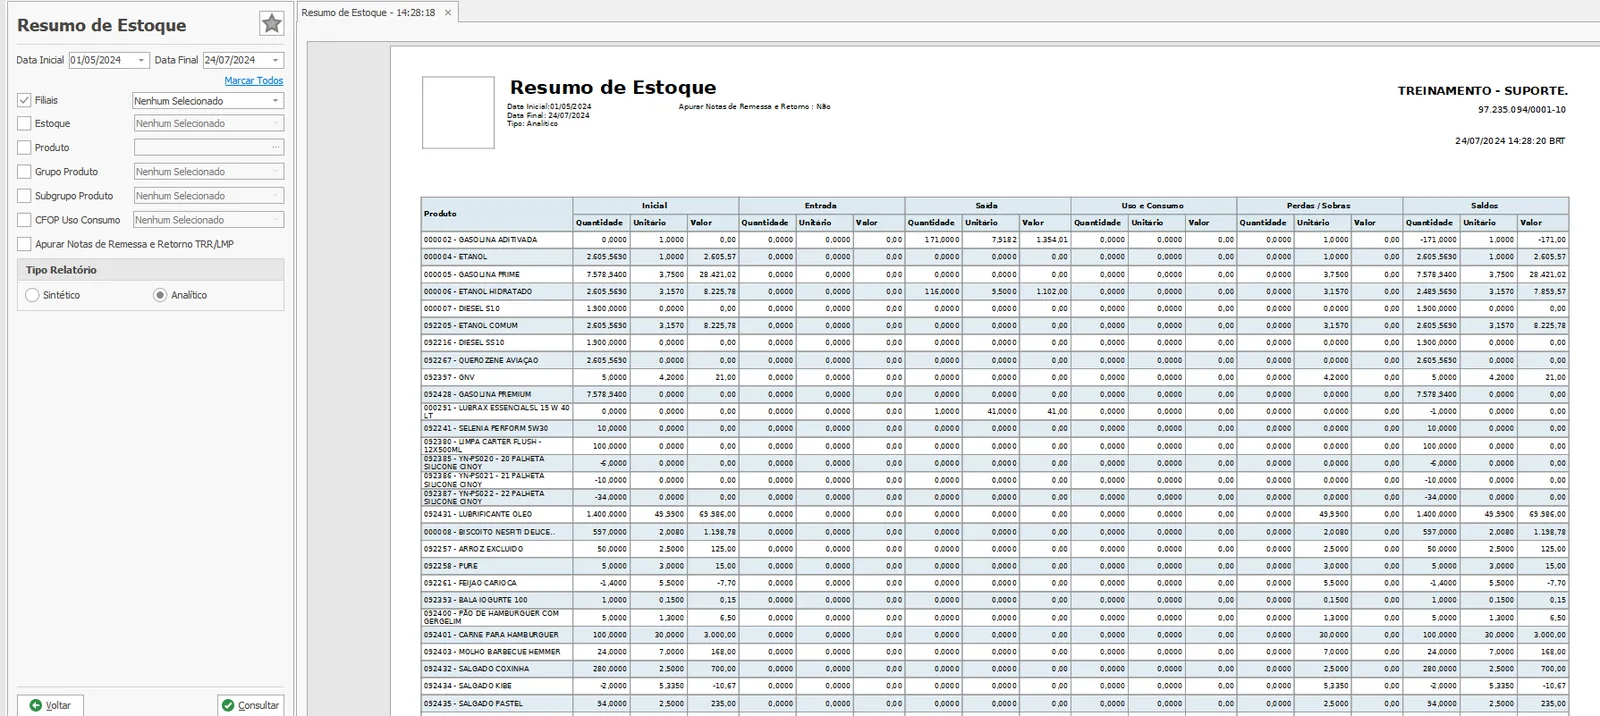 Resumo de Estoque
Data Inicial 01/05/2024 Data Final 24/07/2024
Marcar Todos
Filiais Nenhum Selecionado
Estoque Nenhum Selecionado
Produto ...
Grupo Produto Nenhum Selecionado
Subgrupo Produto Nenhum Selecionado
CFOP Uso Consumo Nenhum Selecionado
Apurar Notas de Remessa e Retorno TRR/LMP
Tipo Relatório
Sintético Analítico
Voltar Consultar
Resumo de Estoque - 14:28:18 ×
Resumo de Estoque
Data Inicial:01/05/2024 Apurar Notas de Remessa e Retorno : Não
Data Final: 24/07/2024
Tipo: Analítico
TREINAMENTO - SUPORTE.
97.235.094/0001-10
24/07/2024 14:28:20 BRT
Produto Inicial Entrada Saída Uso e Consumo Perdas / Sobras Saldos
Quantidade Unitário Valor Quantidade Unitário Valor Quantidade Unitário Valor Quantidade Unitário Valor Quantidade Unitário Valor Quantidade Unitário Valor
000002 - GASOLINA ADITIVADA 0,0000 1,0000 0,00 0,0000 0,0000 0,00 171,0000 7,9182 1.354,01 0,0000 0,0000 0,00 0,0000 1,0000 0,00 -171,0000 1,0000 -171,00
000004 - ETANOL 2.605,5690 1,0000 2.605,57 0,0000 0,0000 0,00 0,0000 0,0000 0,00 0,0000 0,0000 0,00 0,0000 1,0000 0,00 2.605,5690 1,0000 2.605,57
000005 - GASOLINA PRIME 7.578,9400 3,7500 28.421,02 0,0000 0,0000 0,00 0,0000 0,0000 0,00 0,0000 0,0000 0,00 0,0000 3,7500 0,00 7.578,9400 3,7500 28.421,02
000006 - ETANOL HIDRATADO 2.605,5690 3,1570 8.225,78 0,0000 0,0000 0,00 116,0000 9,5000 1.102,00 0,0000 0,0000 0,00 0,0000 3,1570 0,00 2.489,5690 3,1570 7.859,57
000007 - DIESEL S10 1.900,0000 0,0000 0,00 0,0000 0,0000 0,00 0,0000 0,0000 0,00 0,0000 0,0000 0,00 0,0000 0,0000 0,00 1.900,0000 0,0000 0,00
092205 - ETANOL COMUM 2.605,5690 3,1570 8.225,78 0,0000 0,0000 0,00 0,0000 0,0000 0,00 0,0000 0,0000 0,00 0,0000 3,1570 0,00 2.605,5690 3,1570 8.225,78
092216 - DIESEL SS10 1.900,0000 0,0000 0,00 0,0000 0,0000 0,00 0,0000 0,0000 0,00 0,0000 0,0000 0,00 0,0000 0,0000 0,00 1.900,0000 0,0000 0,00
092267 - QUEROZENE AVIAÇAO 2.605,5690 0,0000 0,00 0,0000 0,0000 0,00 0,0000 0,0000 0,00 0,0000 0,0000 0,00 0,0000 0,0000 0,00 2.605,5690 0,0000 0,00
092397 - GNV 5,0000 4,2000 21,00 0,0000 0,0000 0,00 0,0000 0,0000 0,00 0,0000 0,0000 0,00 0,0000 4,2000 0,00 5,0000 4,2000 21,00
092428 - GASOLINA PREMIUM 7.578,9400 0,0000 0,00 0,0000 0,0000 0,00 0,0000 0,0000 0,00 0,0000 0,0000 0,00 0,0000 0,0000 0,00 7.578,9400 0,0000 0,00
000291 - LUBRAX ESSENCIALSL 15 W 40
LT 0,0000 0,0000 0,00 0,0000 0,0000 0,00 1,0000 41,0000 41,00 0,0000 0,0000 0,00 0,0000 0,0000 0,00 -1,0000 0,0000 0,00
092241 - SELENIA PERFORM 5W30 10,0000 0,0000 0,00 0,0000 0,0000 0,00 0,0000 0,0000 0,00 0,0000 0,0000 0,00 0,0000 0,0000 0,00 10,0000 0,0000 0,00
092380 - LIMPA CARTER FLUSH -
12X500ML 100,0000 0,0000 0,00 0,0000 0,0000 0,00 0,0000 0,0000 0,00 0,0000 0,0000 0,00 0,0000 0,0000 0,00 100,0000 0,0000 0,00
092385 - YN-PS020 - 20 PALHETA
SILICONE CINOY -6,0000 0,0000 0,00 0,0000 0,0000 0,00 0,0000 0,0000 0,00 0,0000 0,0000 0,00 0,0000 0,0000 0,00 -6,0000 0,0000 0,00
092386 - YN-PS021 - 21 PALHETA
SILICONE CINOY -10,0000 0,0000 0,00 0,0000 0,0000 0,00 0,0000 0,0000 0,00 0,0000 0,0000 0,00 0,0000 0,0000 0,00 -10,0000 0,0000 0,00
092387 - YN-PS022 - 22 PALHETA
SILICONE CINOY -34,0000 0,0000 0,00 0,0000 0,0000 0,00 0,0000 0,0000 0,00 0,0000 0,0000 0,00 0,0000 0,0000 0,00 -34,0000 0,0000 0,00
092431 - LUBRIFICANTE OLEO 1.400,0000 49,9900 69.986,00 0,0000 0,0000 0,00 0,0000 0,0000 0,00 0,0000 0,0000 0,00 0,0000 49,9900 0,00 1.400,0000 49,9900 69.986,00
000008 - BISCOITO NESFITI DELICE.. 597,0000 2,0080 1.198,78 0,0000 0,0000 0,00 0,0000 0,0000 0,00 0,0000 0,0000 0,00 0,0000 2,0080 0,00 597,0000 2,0080 1.198,78
092257 - ARROZ EXCLUIDO 50,0000 2,5000 125,00 0,0000 0,0000 0,00 0,0000 0,0000 0,00 0,0000 0,0000 0,00 0,0000 2,5000 0,00 50,0000 2,5000 125,00
092258 - PURE 5,0000 3,0000 15,00 0,0000 0,0000 0,00 0,0000 0,0000 0,00 0,0000 0,0000 0,00 0,0000 3,0000 0,00 5,0000 3,0000 15,00
092261 - FEIJAO CARIOCA -1,4000 5,5000 -7,70 0,0000 0,0000 0,00 0,0000 0,0000 0,00 0,0000 0,0000 0,00 0,0000 5,5000 0,00 -1,4000 5,5000 -7,70
092393 - BALA IOGURTE 100 1,0000 0,1500 0,15 0,0000 0,0000 0,00 0,0000 0,0000 0,00 0,0000 0,0000 0,00 0,0000 0,1500 0,00 1,0000 0,1500 0,15
092400 - PÃO DE HAMBURGUER COM
GERGELIM 5,0000 1,3000 6,50 0,0000 0,0000 0,00 0,0000 0,0000 0,00 0,0000 0,0000 0,00 0,0000 1,3000 0,00 5,0000 1,3000 6,50
092401 - CARNE PARA HAMBURGUER 100,0000 30,0000 3.000,00 0,0000 0,0000 0,00 0,0000 0,0000 0,00 0,0000 0,0000 0,00 0,0000 30,0000 0,00 100,0000 30,0000 3.000,00
092403 - MOLHO BARBECUE HEMMER 24,0000 7,0000 168,00 0,0000 0,0000 0,00 0,0000 0,0000 0,00 0,0000 0,0000 0,00 0,0000 7,0000 0,00 24,0000 7,0000 168,00
092432 - SALGADO COXINHA 280,0000 2,5000 700,00 0,0000 0,0000 0,00 0,0000 0,0000 0,00 0,0000 0,0000 0,00 0,0000 2,5000 0,00 280,0000 2,5000 700,00
092434 - SALGADO KIBE -2,0000 5,3350 -10,67 0,0000 0,0000 0,00 0,0000 0,0000 0,00 0,0000 0,0000 0,00 0,0000 5,3350 0,00 -2,0000 5,3350 -10,67
092435 - SALGADO PASTEL 94,0000 2,5000 235,00 0,0000 0,0000 0,00 0,0000 0,0000 0,00 0,0000 0,0000 0,00 0,0000 2,5000 0,00 94,0000 2,5000 235,00